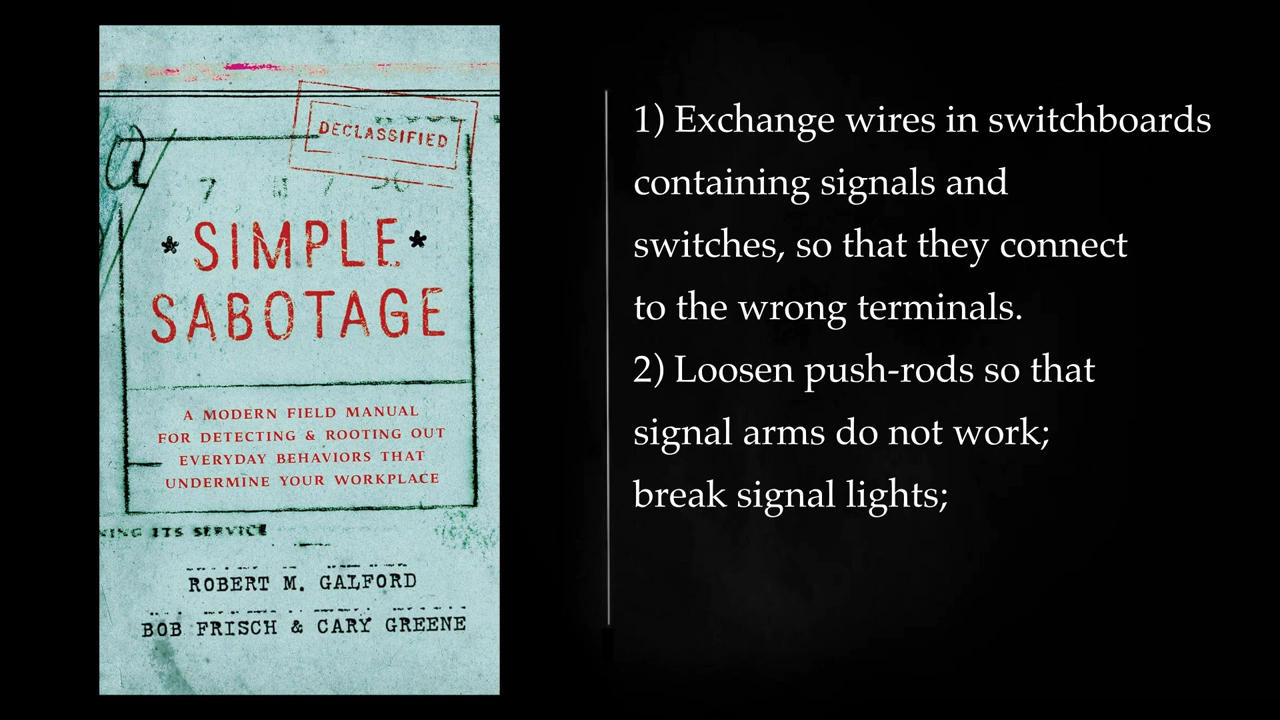 DECLASSIFIED
* SIMPLE *
SABOTAGE
A MODERN FIELD MANUAL
FOR DETECTING & ROOTING OUT
EVERYDAY BEHAVIORS THAT
UNDERMINE YOUR WORKPLACE
ITS SERVICE
ROBERT M. GALFORD
BOB FRISCH & CARY GREENE
1) Exchange wires in switchboards
containing signals and
switches, so that they connect
to the wrong terminals.
2) Loosen push-rods so that
signal arms do not work;
break signal lights;